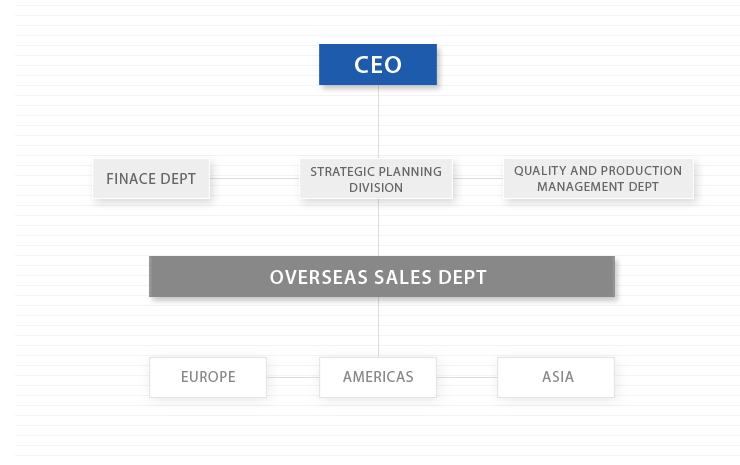 CEO
FINACE DEPT
STRATEGIC PLANNING
DIVISION
QUALITY AND PRODUCTION
MANAGEMENT DEPT
OVERSEAS SALES DEPT
EUROPE
AMERICAS
ASIA